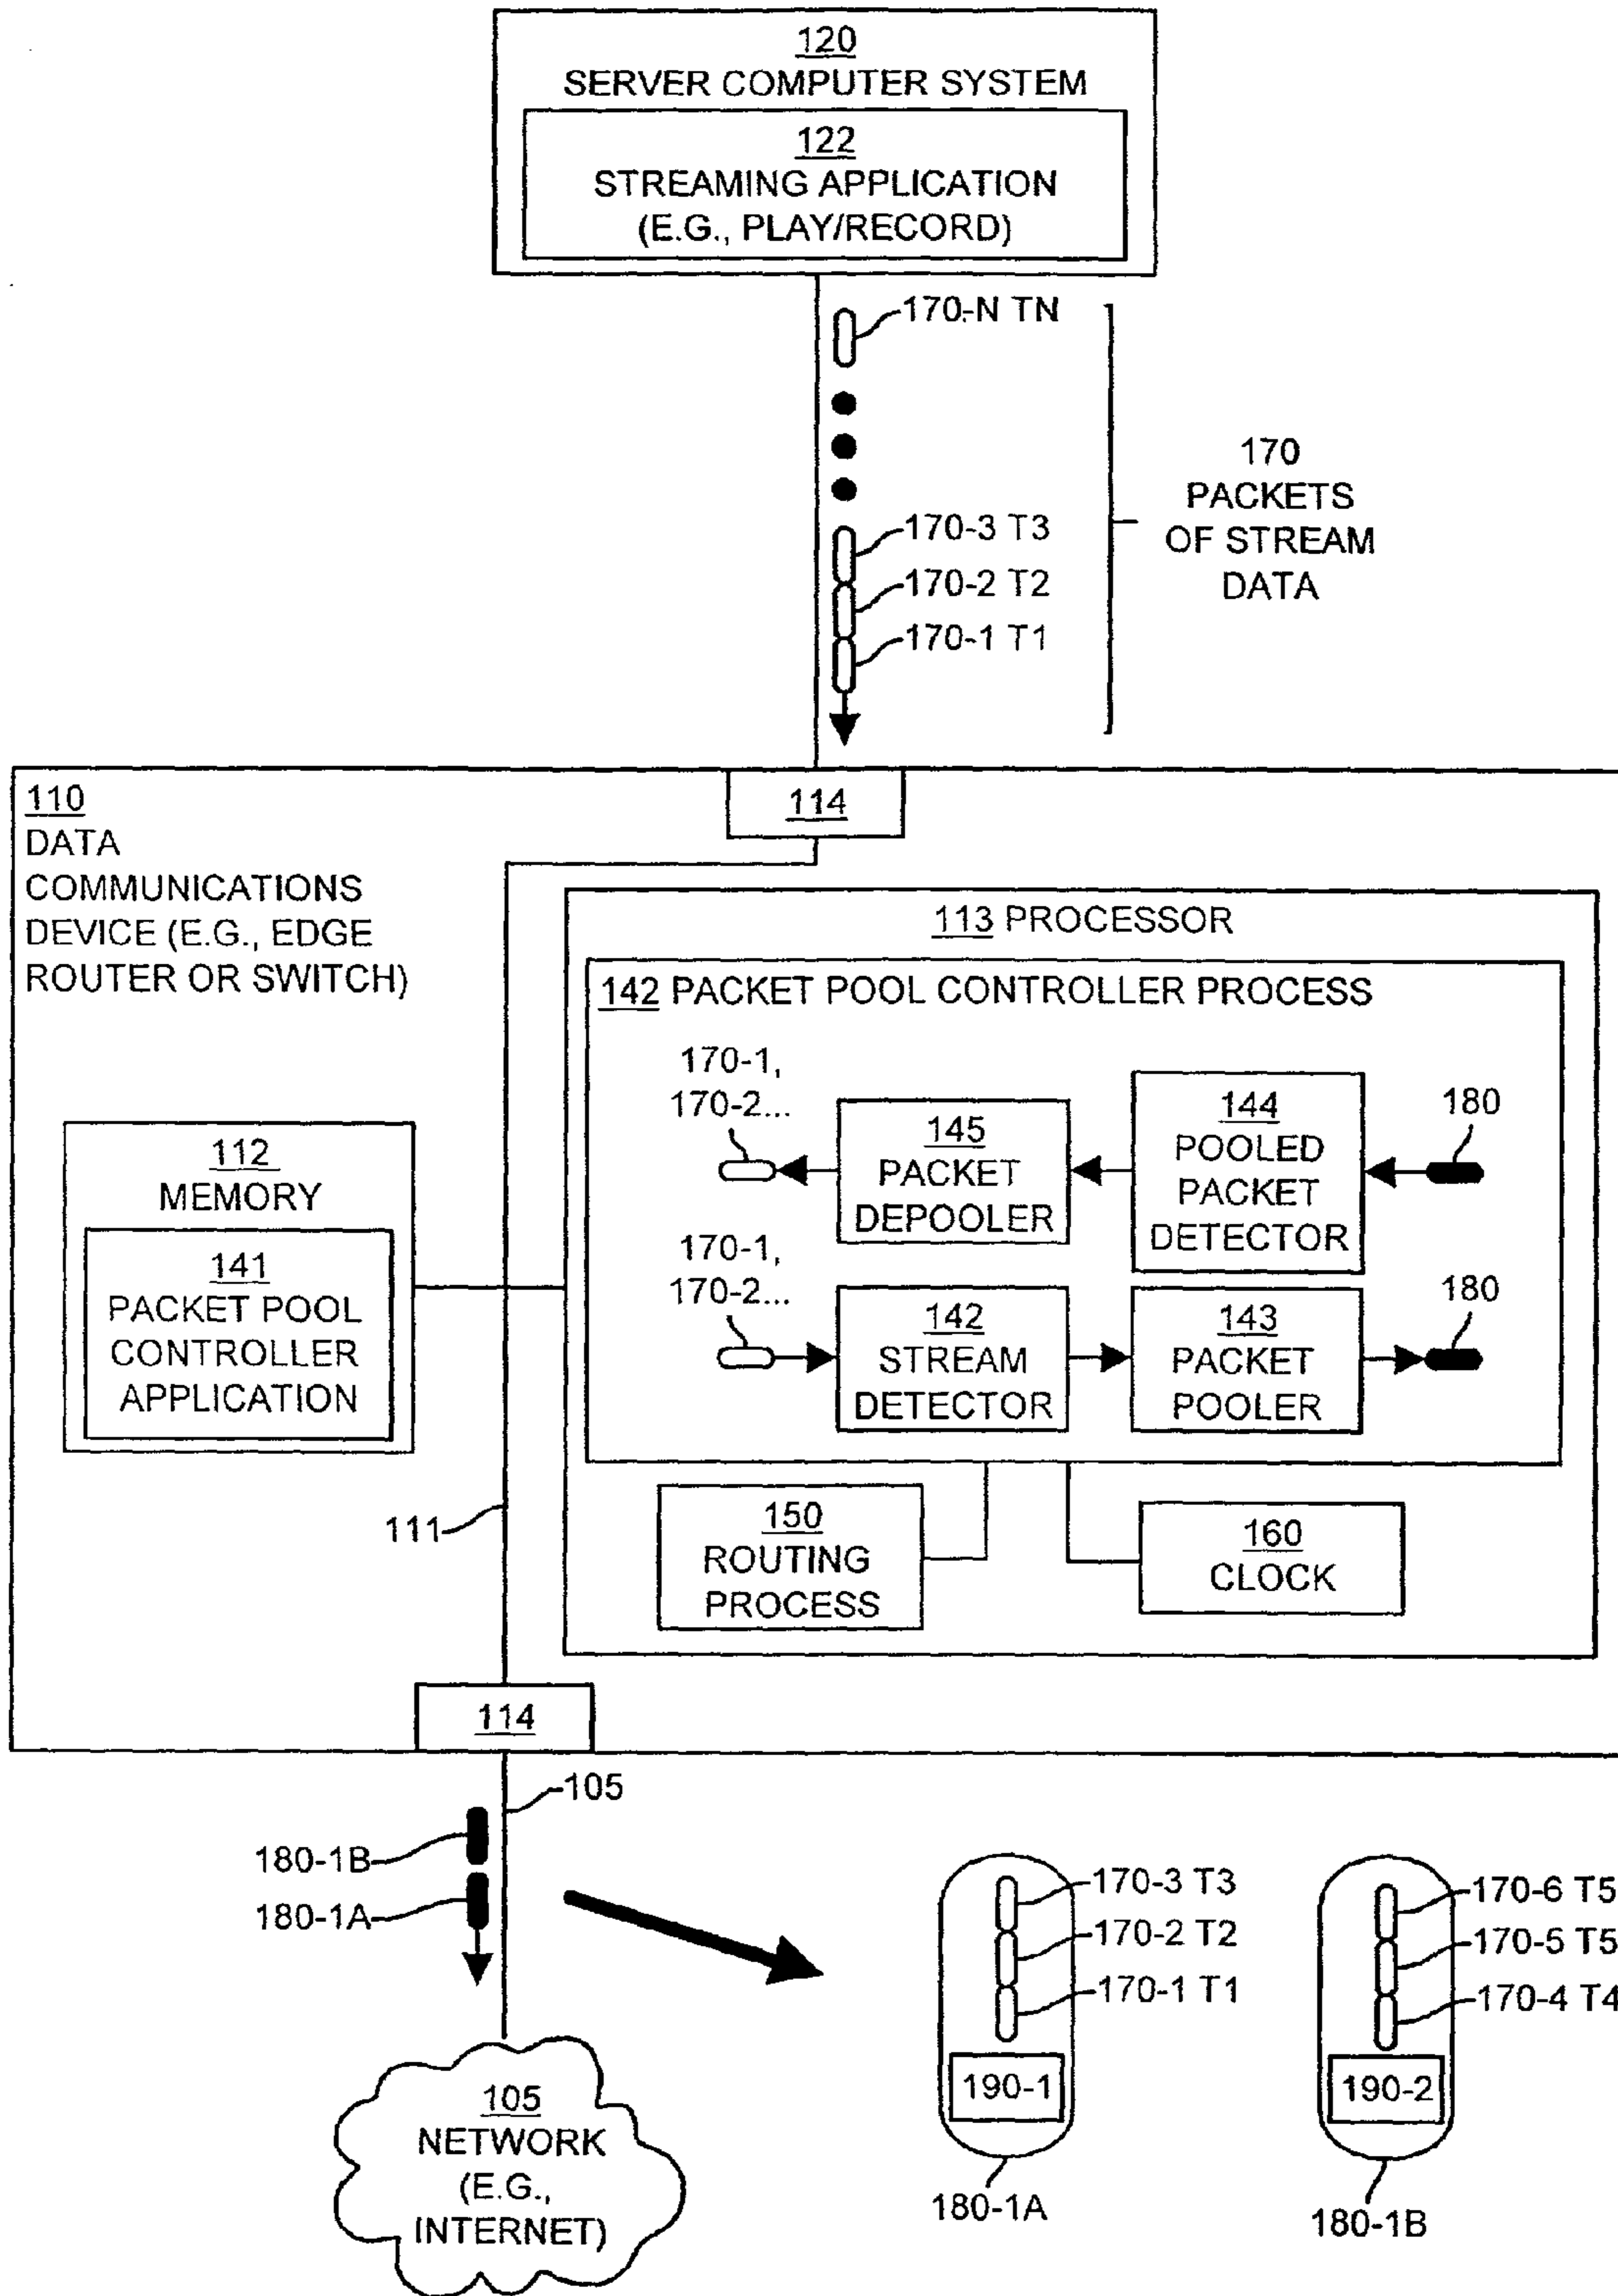 120
SERVER COMPUTER SYSTEM
122
STREAMING APPLICATION
(E.G., PLAY/RECORD)
170-N TN
170-3 T3
170-2 T2
170-1 T1
170
PACKETS
OF STREAM
DATA
110
DATA
COMMUNICATIONS
DEVICE (E.G., EDGE
ROUTER OR SWITCH)
114
113 PROCESSOR
142 PACKET POOL CONTROLLER PROCESS
170-1,
170-2...
145
PACKET
DEPOOLER
144
POOLED
PACKET
DETECTOR
180
170-1,
170-2...
142
STREAM
DETECTOR
143
PACKET
POOLER
180
112
MEMORY
141
PACKET POOL
CONTROLLER
APPLICATION
111
150
ROUTING
PROCESS
160
CLOCK
114
105
180-1B
180-1A
105
NETWORK
(E.G.,
INTERNET)
170-3 T3
170-2 T2
170-1 T1
190-1
180-1A
170-6 T5
170-5 T5
170-4 T4
190-2
180-1B